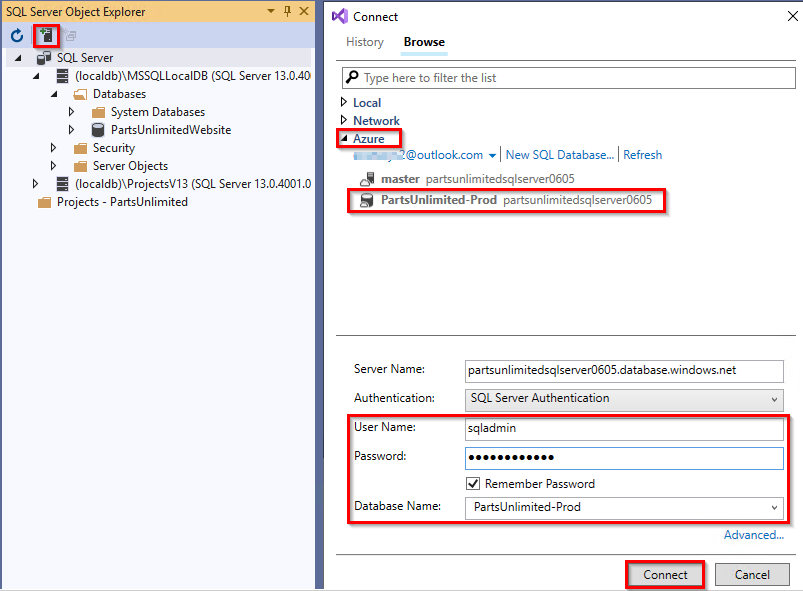 SQL Server Object Explorer
SQL Server
(localdb)\MSSQLLocalDB (SQL Server 13.0.40
Databases
System Databases
PartsUnlimitedWebsite
Security
Server Objects
(localdb)\ProjectsV13 (SQL Server 13.0.4001.0
Projects - PartsUnlimited
Connect
History Browse
Type here to filter the list
Local
Network
Azure
2@outlook.com New SQL Database... Refresh
master partsunlimitedsqlserver0605
PartsUnlimited-Prod partsunlimitedsqlserver0605
Server Name: partsunlimitedsqlserver0605.database.windows.net
Authentication: SQL Server Authentication
User Name: sqladmin
Password: ●●●●●●●●●●●●
Remember Password
Database Name: PartsUnlimited-Prod
Advanced...
Connect Cancel